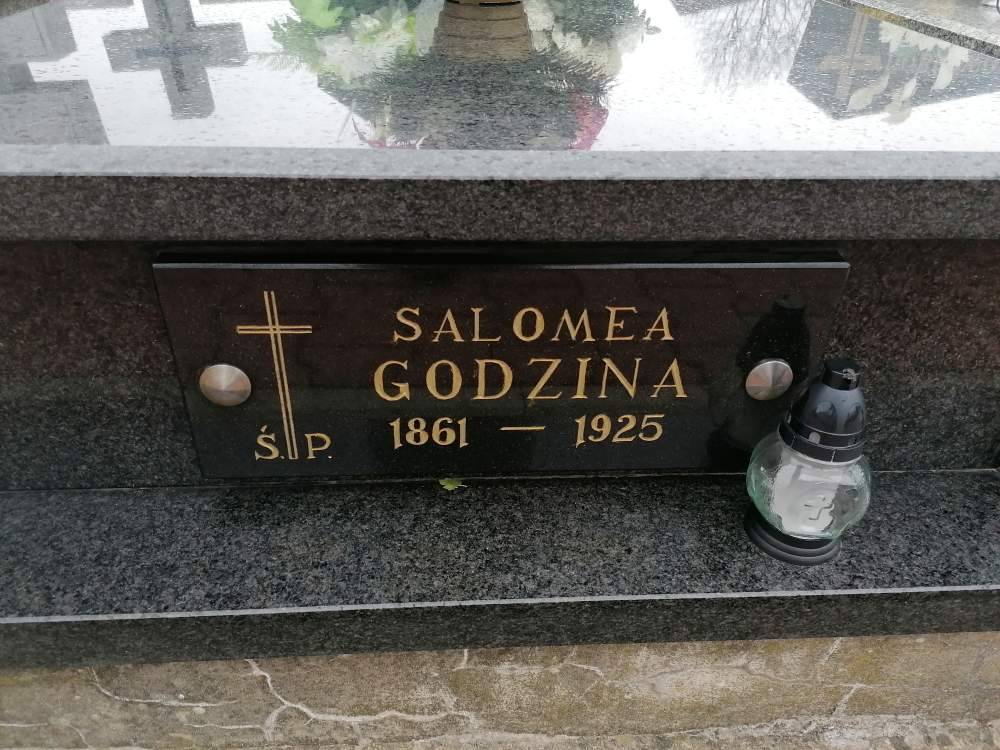 SALOMEA
GODZINA
1861 — 1925
Ś.P.